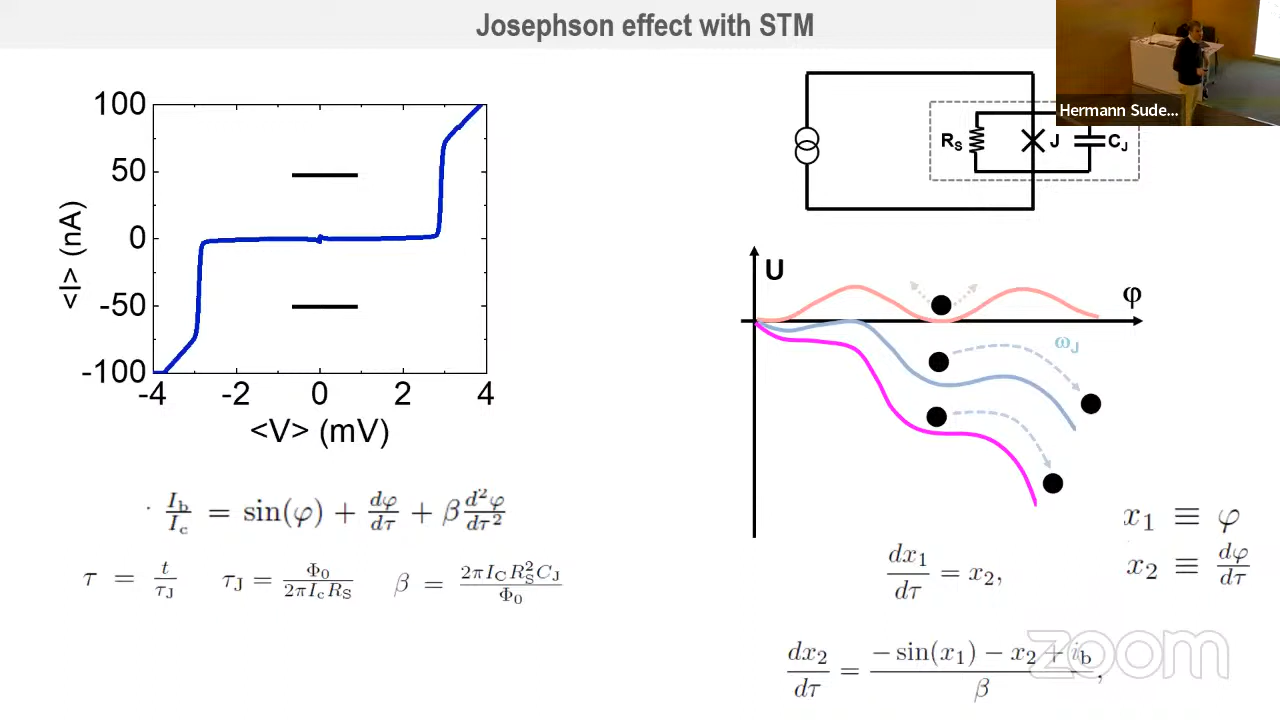 Josephson effect with STM
Hermann Sude...
100
50
0
-50
-100
<I> (nA)
-4 -2 0 2 4
<V> (mV)
R_S J C_J
U
φ
ω_J
I_b/I_c = sin(φ) + dφ/dτ + β d²φ/dτ²
τ = t/τ_J   τ_J = Φ_0/(2πI_cR_S)   β = 2πI_CR_S²C_J/Φ_0
x_1 ≡ φ
x_2 ≡ dφ/dτ
dx_1/dτ = x_2,
dx_2/dτ = (− sin(x_1) − x_2 + i_b)/β,
zoom